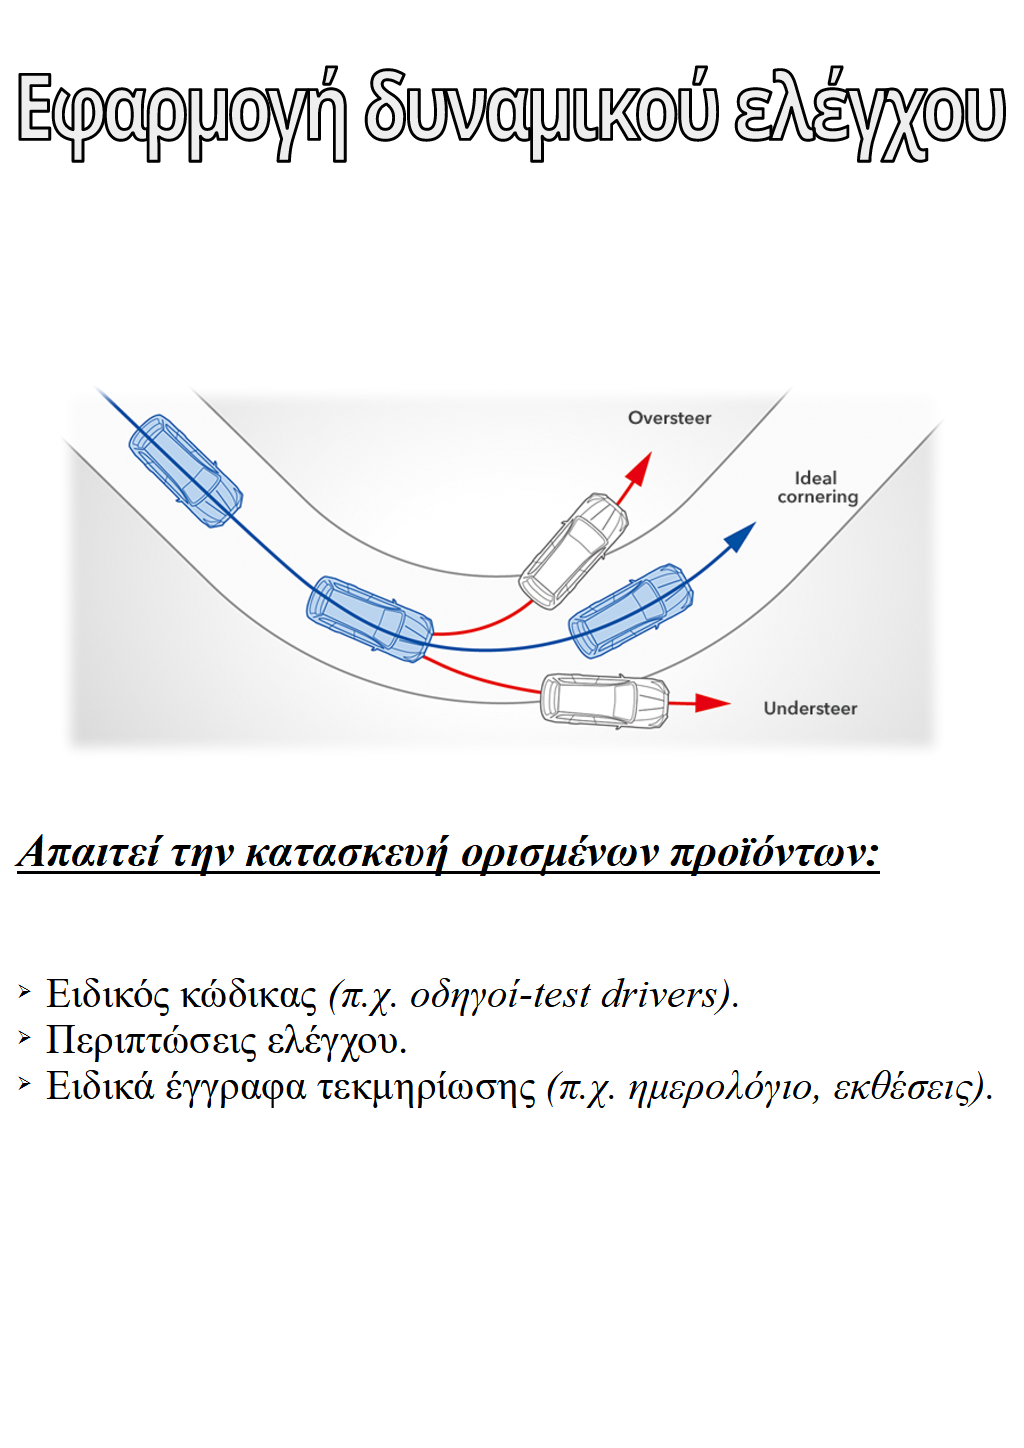 Εφαρμογή δυναμικού ελέγχου
Oversteer
Ideal
cornering
Understeer
Απαιτεί την κατασκευή ορισμένων προϊόντων:
➢ Ειδικός κώδικας (π.χ. οδηγοί-test drivers).
➢ Περιπτώσεις ελέγχου.
➢ Ειδικά έγγραφα τεκμηρίωσης (π.χ. ημερολόγιο, εκθέσεις).